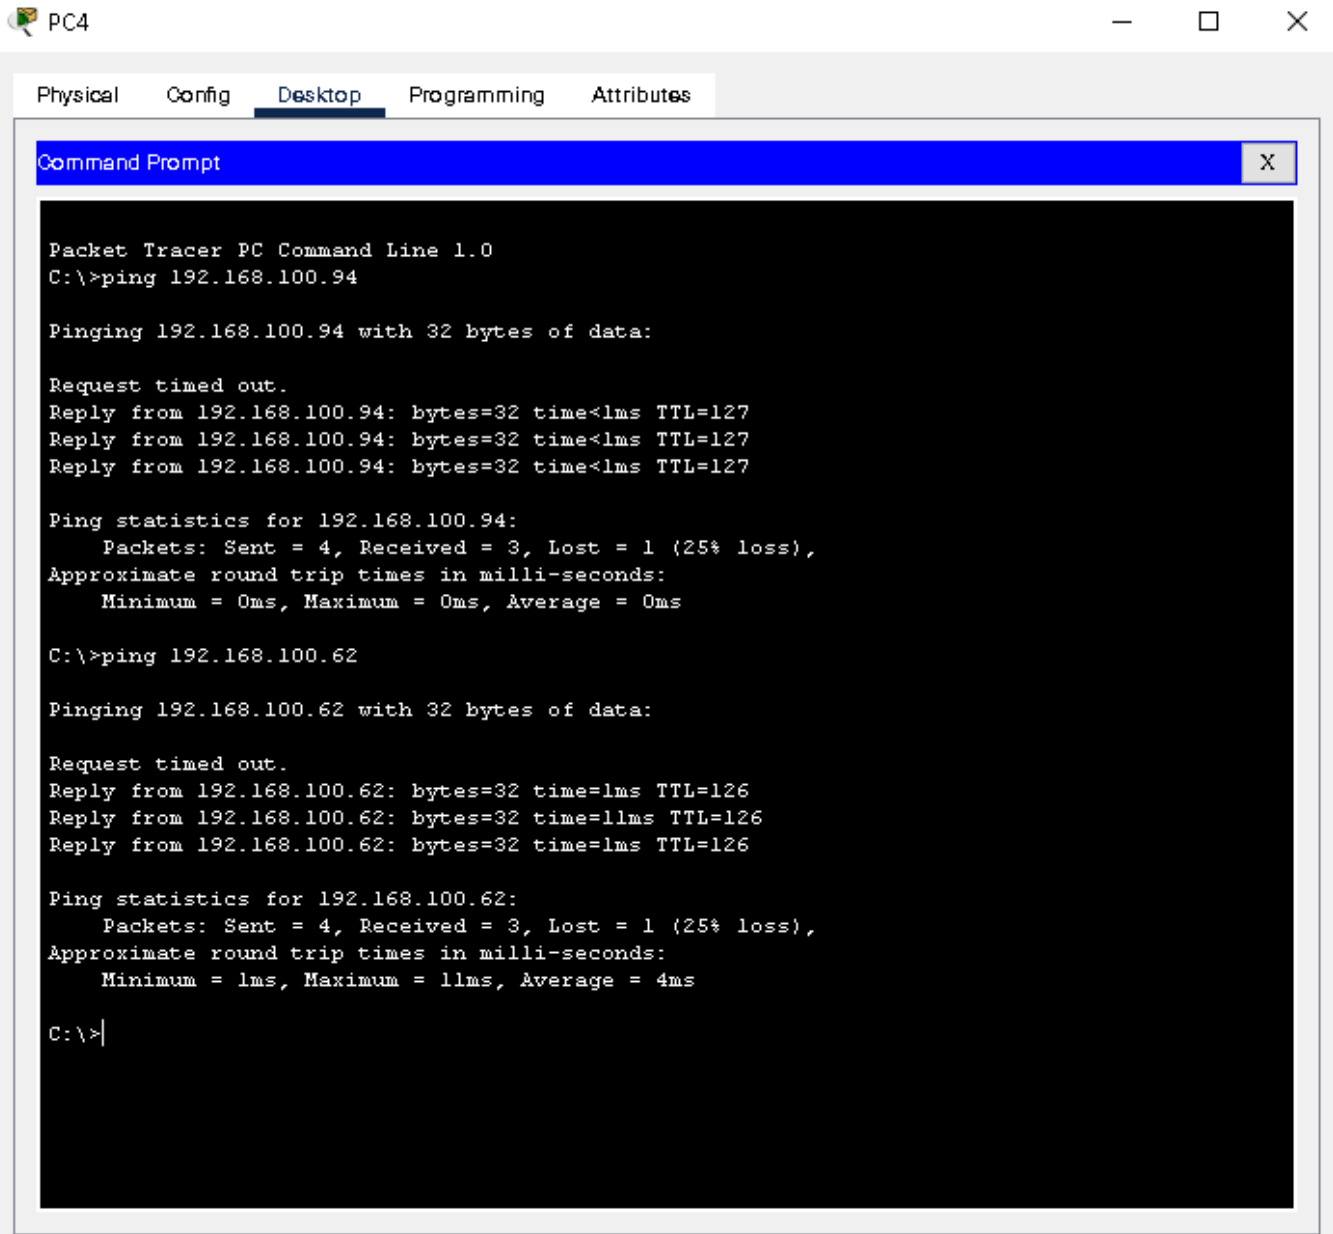 PC4
Physical Config Desktop Programming Attributes
Command Prompt
X
Packet Tracer PC Command Line 1.0
C:\>ping 192.168.100.94
Pinging 192.168.100.94 with 32 bytes of data:
Request timed out.
Reply from 192.168.100.94: bytes=32 time<1ms TTL=127
Reply from 192.168.100.94: bytes=32 time<1ms TTL=127
Reply from 192.168.100.94: bytes=32 time<1ms TTL=127
Ping statistics for 192.168.100.94:
    Packets: Sent = 4, Received = 3, Lost = 1 (25% loss),
Approximate round trip times in milli-seconds:
    Minimum = 0ms, Maximum = 0ms, Average = 0ms
C:\>ping 192.168.100.62
Pinging 192.168.100.62 with 32 bytes of data:
Request timed out.
Reply from 192.168.100.62: bytes=32 time=1ms TTL=126
Reply from 192.168.100.62: bytes=32 time=11ms TTL=126
Reply from 192.168.100.62: bytes=32 time=1ms TTL=126
Ping statistics for 192.168.100.62:
    Packets: Sent = 4, Received = 3, Lost = 1 (25% loss),
Approximate round trip times in milli-seconds:
    Minimum = 1ms, Maximum = 11ms, Average = 4ms
C:\>